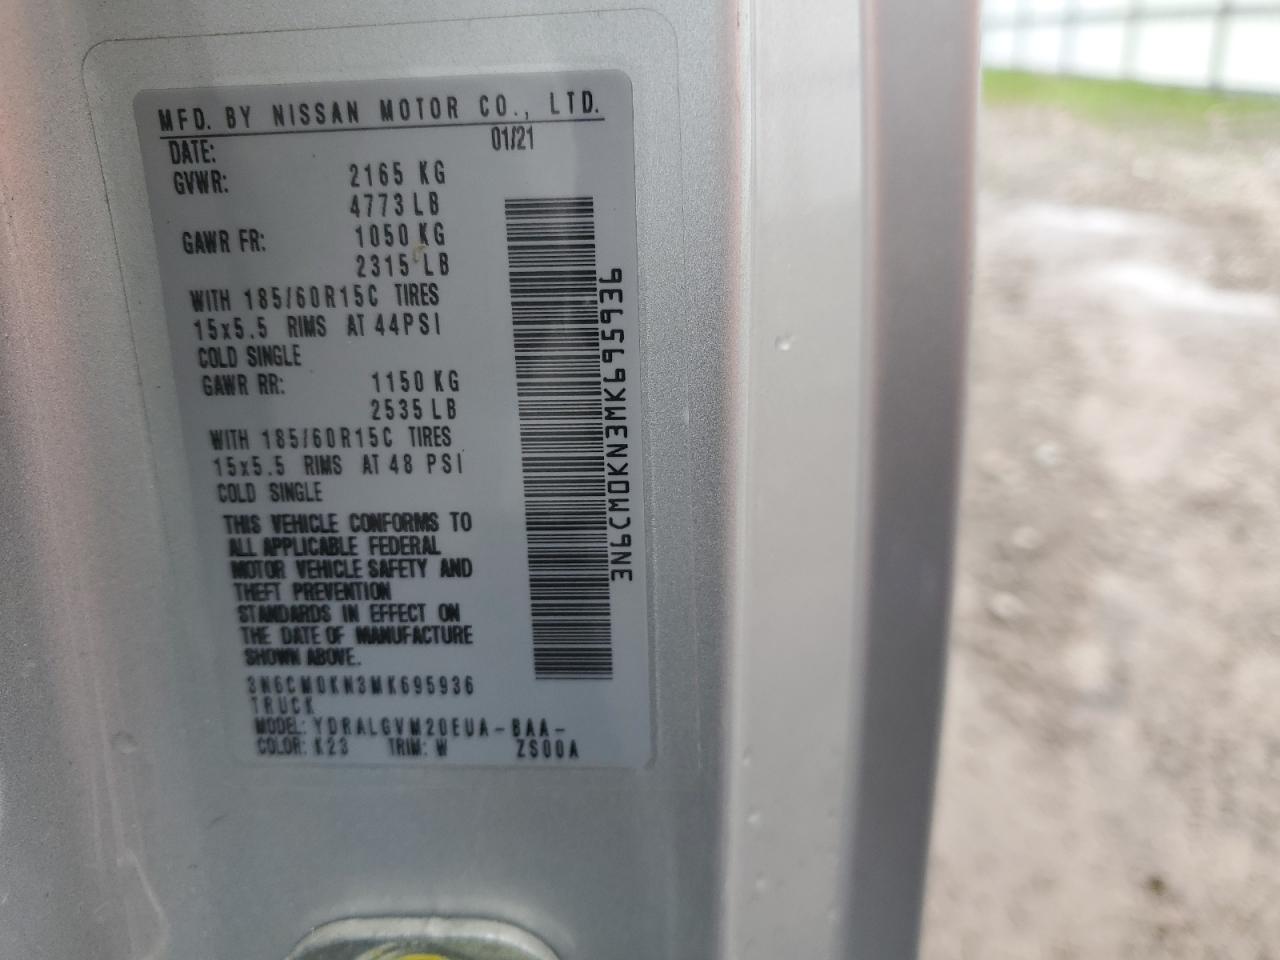 MFD. BY NISSAN MOTOR CO., LTD.
DATE: 01/21
GVWR: 2165 KG
4773 LB
GAWR FR: 1050 KG
2315 LB
WITH 185/60R15C TIRES
15x5.5 RIMS AT 44PSI
COLD SINGLE
GAWR RR: 1150 KG
2535 LB
WITH 185/60R15C TIRES
15x5.5 RIMS AT 48 PSI
COLD SINGLE
THIS VEHICLE CONFORMS TO
ALL APPLICABLE FEDERAL
MOTOR VEHICLE SAFETY AND
THEFT PREVENTION
STANDARDS IN EFFECT ON
THE DATE OF MANUFACTURE
SHOWN ABOVE.
3N6CM0KN3MK695936
TRUCK
MODEL: YDRALGVM20EUA-BAA-
COLOR: K23 TRIM: W ZS00A
3N6CM0KN3MK695936